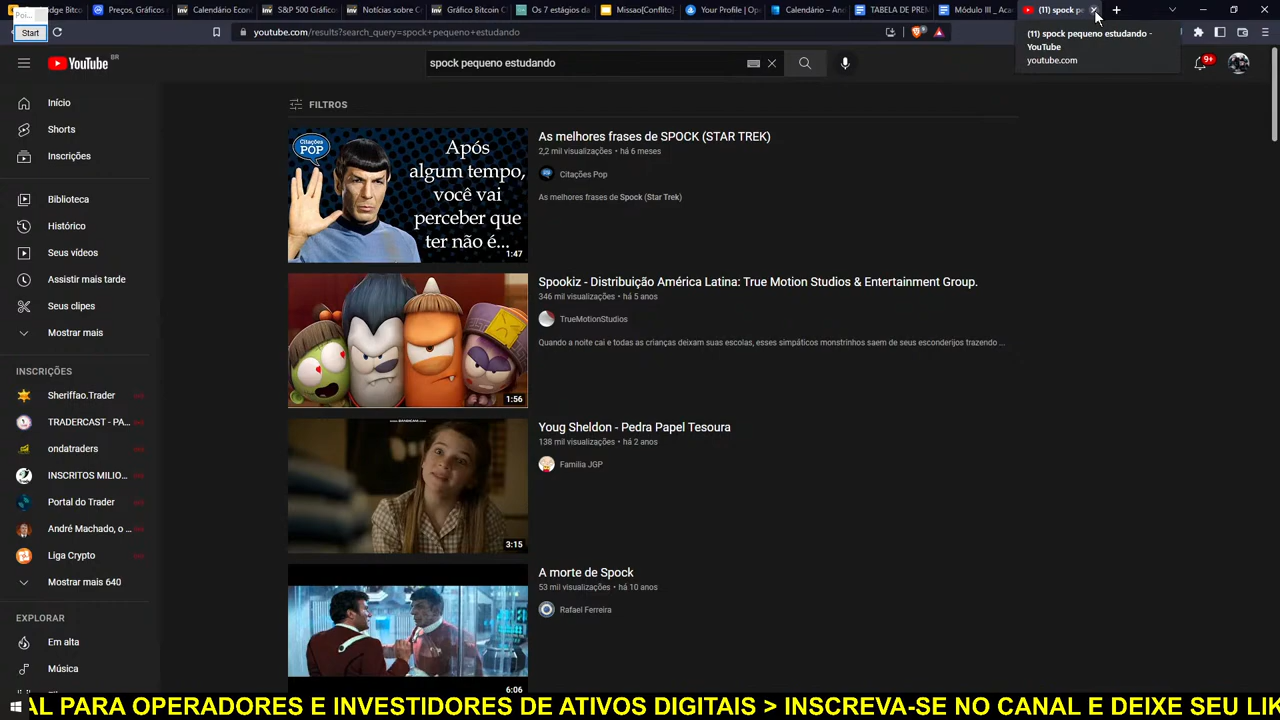 Poi...
Start
edge Bitco
Preços, Gráficos
Calendário Econô
S&P 500 Gráfico
Notícias sobre C
Gráfico Bitcoin C
Os 7 estágios da
Missao[Conflito]
Your Profile | Op
Calendário – An
TABELA DE PREÇ
Módulo III _ Aca
(11) spock pe
youtube.com/results?search_query=spock+pequeno+estudando
(11) spock pequeno estudando -
YouTube
youtube.com
YouTube BR
spock pequeno estudando
9+
Início
Shorts
Inscrições
Biblioteca
Histórico
Seus vídeos
Assistir mais tarde
Seus clipes
Mostrar mais
INSCRIÇÕES
Sheriffao.Trader
TRADERCAST - PA...
ondatraders
INSCRITOS MILIO...
Portal do Trader
André Machado, o ...
Liga Crypto
Mostrar mais 640
EXPLORAR
Em alta
Música
FILTROS
Citações
POP
Após
algum tempo,
você vai
perceber que
ter não é...
1:47
As melhores frases de SPOCK (STAR TREK)
2,2 mil visualizações • há 6 meses
Citações Pop
As melhores frases de Spock (Star Trek)
1:56
Spookiz - Distribuição América Latina: True Motion Studios & Entertainment Group.
346 mil visualizações • há 5 anos
TrueMotionStudios
Quando a noite cai e todas as crianças deixam suas escolas, esses simpáticos monstrinhos saem de seus esconderijos trazendo ...
3:15
Youg Sheldon - Pedra Papel Tesoura
138 mil visualizações • há 2 anos
Familia JGP
6:06
A morte de Spock
53 mil visualizações • há 10 anos
Rafael Ferreira
AL PARA OPERADORES E INVESTIDORES DE ATIVOS DIGITAIS > INSCREVA-SE NO CANAL E DEIXE SEU LIK